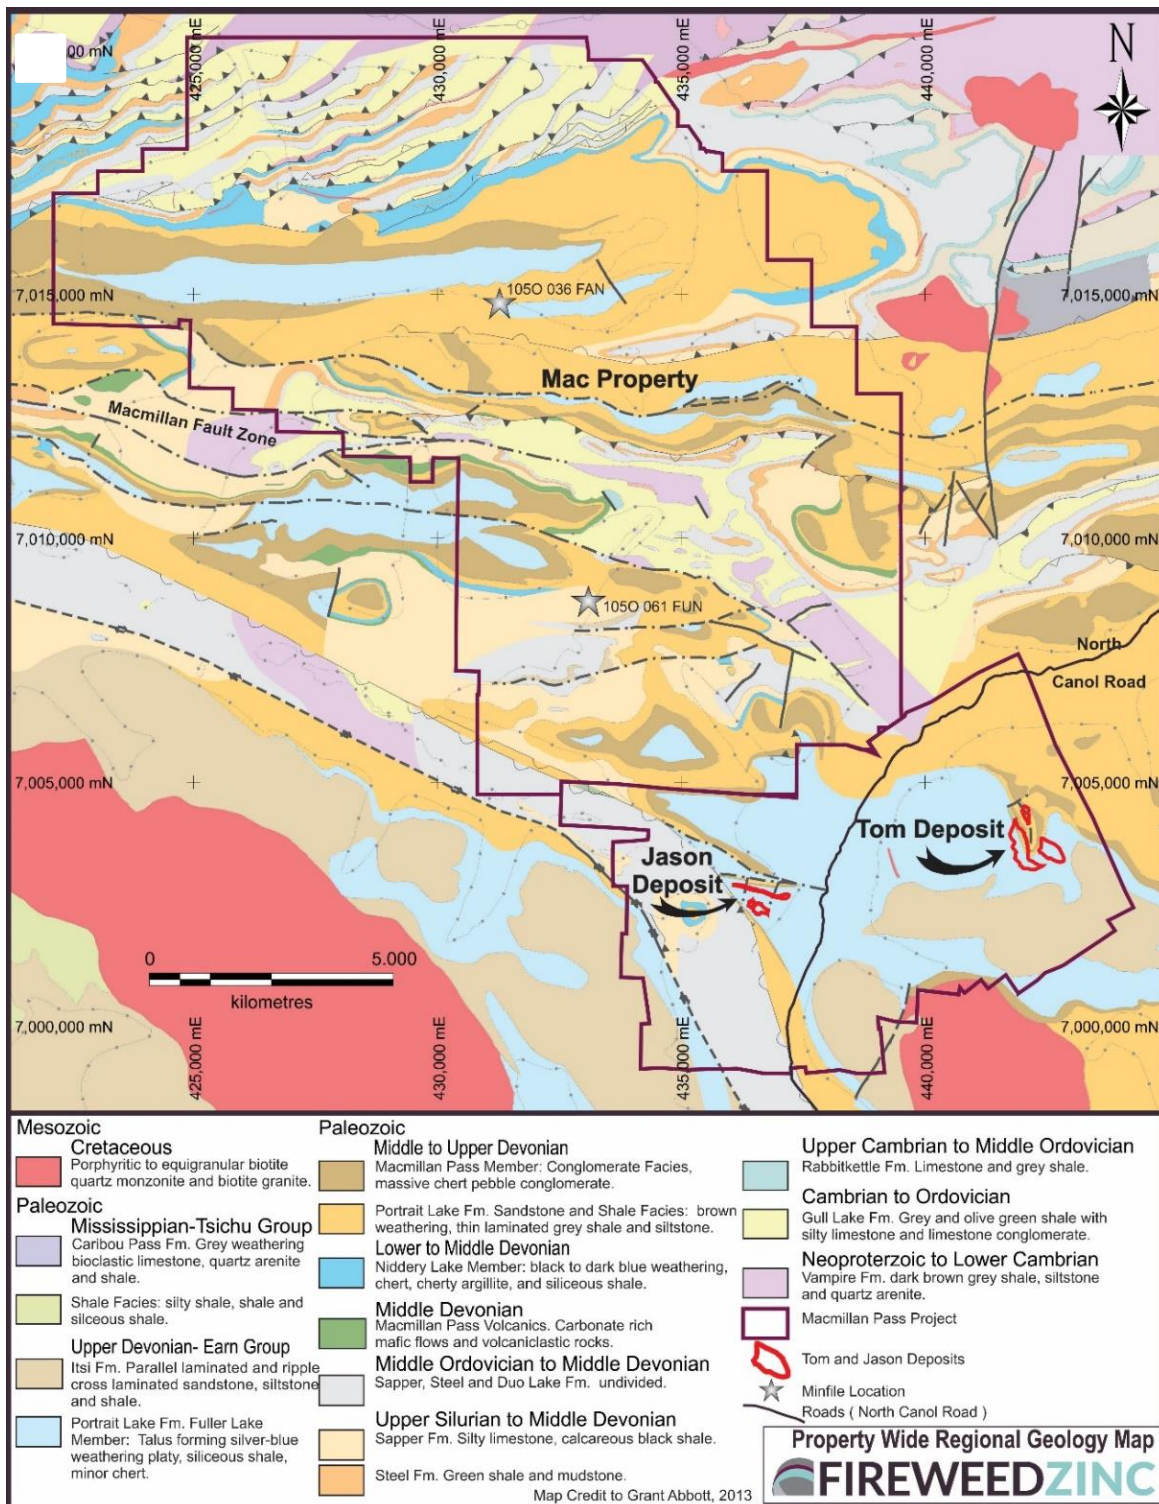 00 mN
425,000 mE
430,000 mE
435,000 mE
440,000 mE
N
7,015,000 mN
105O 036 FAN
7,015,000 mN
Mac Property
Macmillan Fault Zone
7,010,000 mN
7,010,000 mN
105O 061 FUN
North
Canol Road
7,005,000 mN
7,005,000 mN
Tom Deposit
Jason
Deposit
0
5.000
kilometres
7,000,000 mN
425,000 mE
430,000 mE
435,000 mE
440,000 mE
7,000,000 mN
Mesozoic
Cretaceous
Porphyritic to equigranular biotite
quartz monzonite and biotite granite.
Paleozoic
Mississippian-Tsichu Group
Caribou Pass Fm. Grey weathering
bioclastic limestone, quartz arenite
and shale.
Shale Facies: silty shale, shale and
silceous shale.
Upper Devonian- Earn Group
Itsi Fm. Parallel laminated and ripple
cross laminated sandstone, siltstone
and shale.
Portrait Lake Fm. Fuller Lake
Member: Talus forming silver-blue
weathering platy, siliceous shale,
minor chert.
Paleozoic
Middle to Upper Devonian
Macmillan Pass Member: Conglomerate Facies,
massive chert pebble conglomerate.
Portrait Lake Fm. Sandstone and Shale Facies: brown
weathering, thin laminated grey shale and siltstone.
Lower to Middle Devonian
Niddery Lake Member: black to dark blue weathering,
chert, cherty argillite, and siliceous shale.
Middle Devonian
Macmillan Pass Volcanics. Carbonate rich
mafic flows and volcaniclastic rocks.
Middle Ordovician to Middle Devonian
Sapper, Steel and Duo Lake Fm. undivided.
Upper Silurian to Middle Devonian
Sapper Fm. Silty limestone, calcareous black shale.
Steel Fm. Green shale and mudstone.
Map Credit to Grant Abbott, 2013
Upper Cambrian to Middle Ordovician
Rabbitkettle Fm. Limestone and grey shale.
Cambrian to Ordovician
Gull Lake Fm. Grey and olive green shale with
silty limestone and limestone conglomerate.
Neoproterzoic to Lower Cambrian
Vampire Fm. dark brown grey shale, siltstone
and quartz arenite.
Macmillan Pass Project
Tom and Jason Deposits
Minfile Location
Roads ( North Canol Road )
Property Wide Regional Geology Map
FIREWEEDZINC